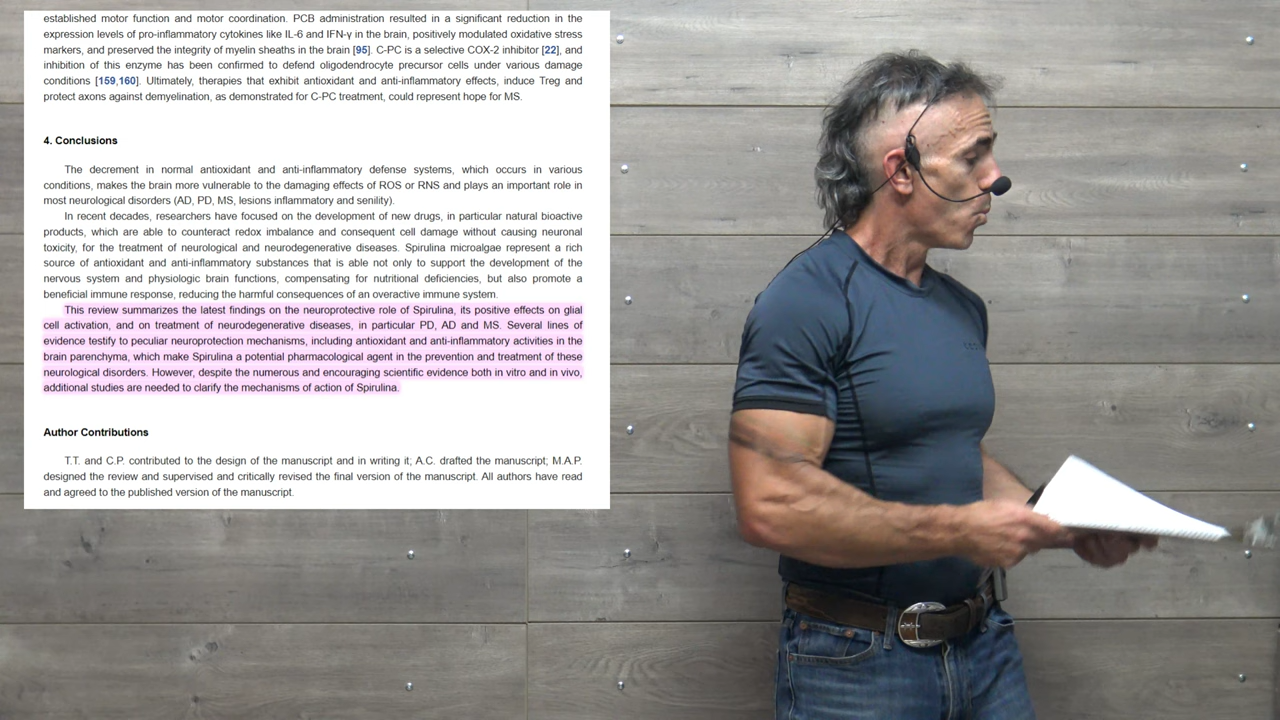 established motor function and motor coordination. PCB administration resulted in a significant reduction in the
expression levels of pro-inflammatory cytokines like IL-6 and IFN-γ in the brain, positively modulated oxidative stress
markers, and preserved the integrity of myelin sheaths in the brain [95]. C-PC is a selective COX-2 inhibitor [22], and
inhibition of this enzyme has been confirmed to defend oligodendrocyte precursor cells under various damage
conditions [159,160]. Ultimately, therapies that exhibit antioxidant and anti-inflammatory effects, induce Treg and
protect axons against demyelination, as demonstrated for C-PC treatment, could represent hope for MS.
4. Conclusions
The decrement in normal antioxidant and anti-inflammatory defense systems, which occurs in various
conditions, makes the brain more vulnerable to the damaging effects of ROS or RNS and plays an important role in
most neurological disorders (AD, PD, MS, lesions inflammatory and senility).
In recent decades, researchers have focused on the development of new drugs, in particular natural bioactive
products, which are able to counteract redox imbalance and consequent cell damage without causing neuronal
toxicity, for the treatment of neurological and neurodegenerative diseases. Spirulina microalgae represent a rich
source of antioxidant and anti-inflammatory substances that is able not only to support the development of the
nervous system and physiologic brain functions, compensating for nutritional deficiencies, but also promote a
beneficial immune response, reducing the harmful consequences of an overactive immune system.
This review summarizes the latest findings on the neuroprotective role of Spirulina, its positive effects on glial
cell activation, and on treatment of neurodegenerative diseases, in particular PD, AD and MS. Several lines of
evidence testify to peculiar neuroprotection mechanisms, including antioxidant and anti-inflammatory activities in the
brain parenchyma, which make Spirulina a potential pharmacological agent in the prevention and treatment of these
neurological disorders. However, despite the numerous and encouraging scientific evidence both in vitro and in vivo,
additional studies are needed to clarify the mechanisms of action of Spirulina.
Author Contributions
T.T. and C.P. contributed to the design of the manuscript and in writing it; A.C. drafted the manuscript; M.A.P.
designed the review and supervised and critically revised the final version of the manuscript. All authors have read
and agreed to the published version of the manuscript.